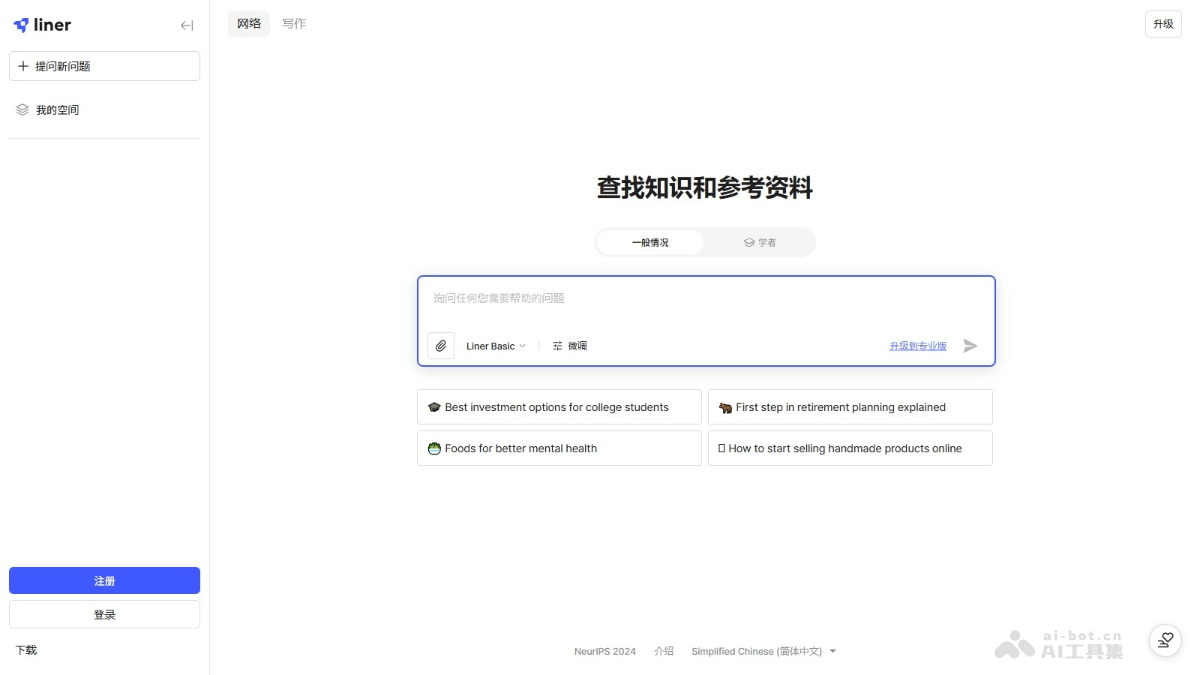 liner
提问新问题
我的空间
注册
登录
下载
网络 写作
升级
查找知识和参考资料
一般情况 学者
询问任何您需要帮助的问题
Liner Basic 微调 升级到专业版
Best investment options for college students
First step in retirement planning explained
Foods for better mental health
How to start selling handmade products online
NeurIPS 2024 介绍 Simplified Chinese (简体中文)
ai-bot.cn
AI工具集